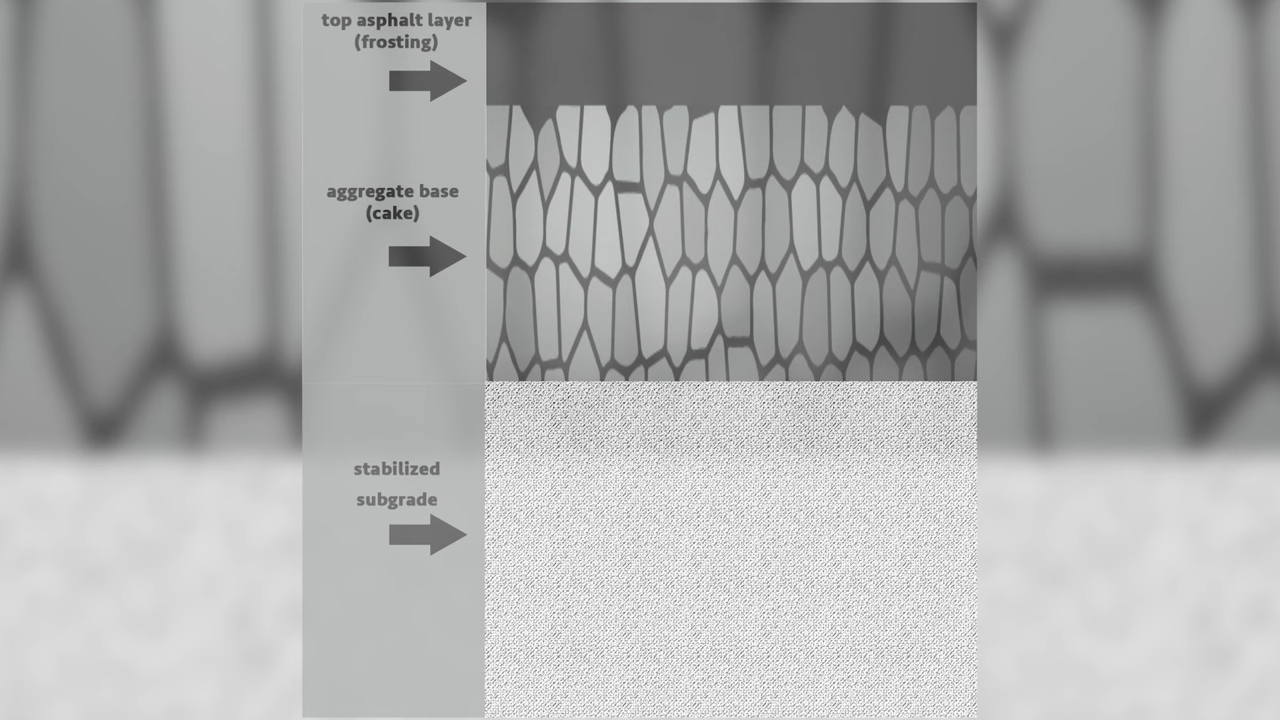 top asphalt layer
(frosting)
aggregate base
(cake)
stabilized
subgrade